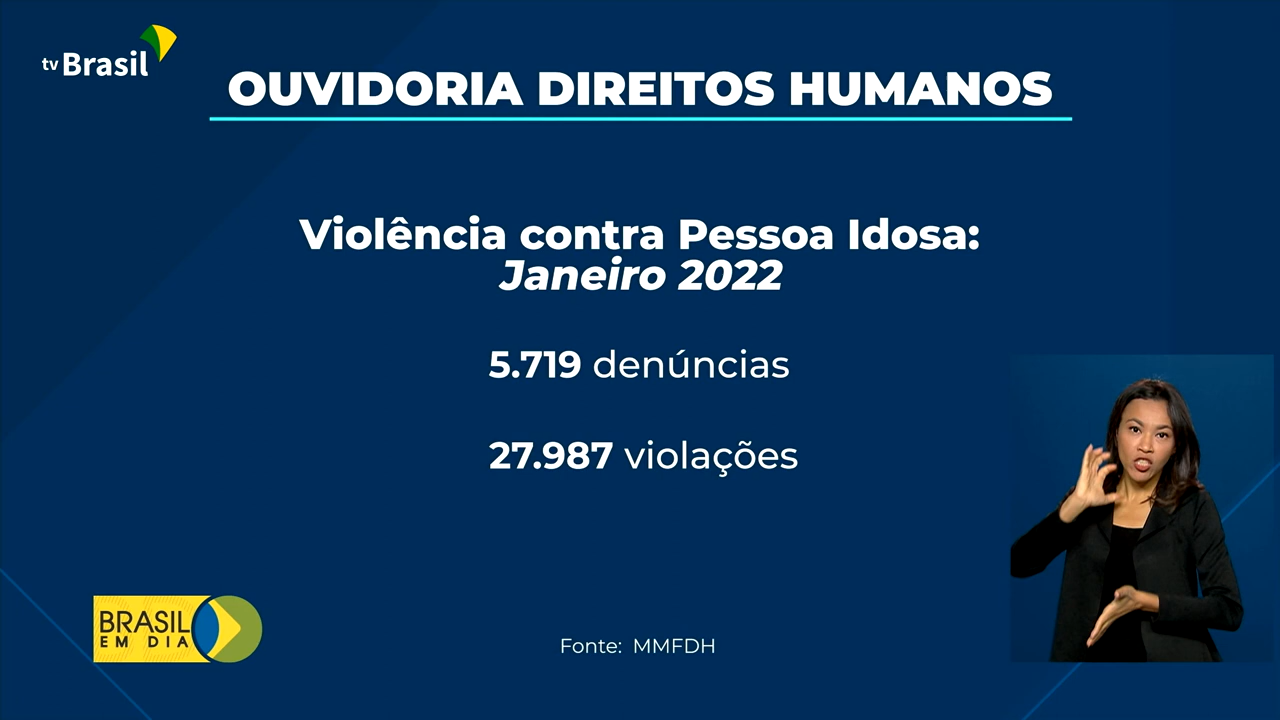 tv Brasil
OUVIDORIA DIREITOS HUMANOS
Violência contra Pessoa Idosa:
Janeiro 2022
5.719 denúncias
27.987 violações
BRASIL
EM DIA
Fonte: MMFDH